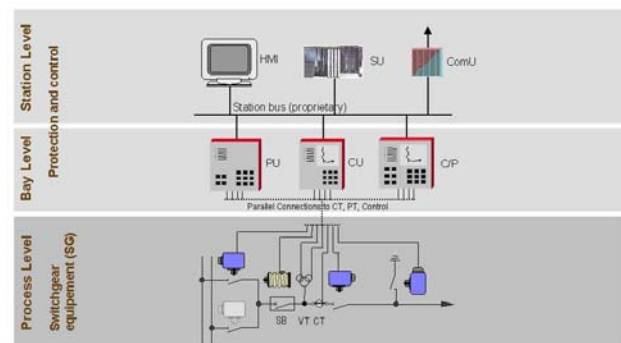 Station Level
Protection and control
HMI
SU
ComU
Station bus (proprietary)
Bay Level
PU
CU
C/P
Parallel Connections to CT, PT, Control
Process Level
Switchgear
equipement (SG)
SB
VT
CT